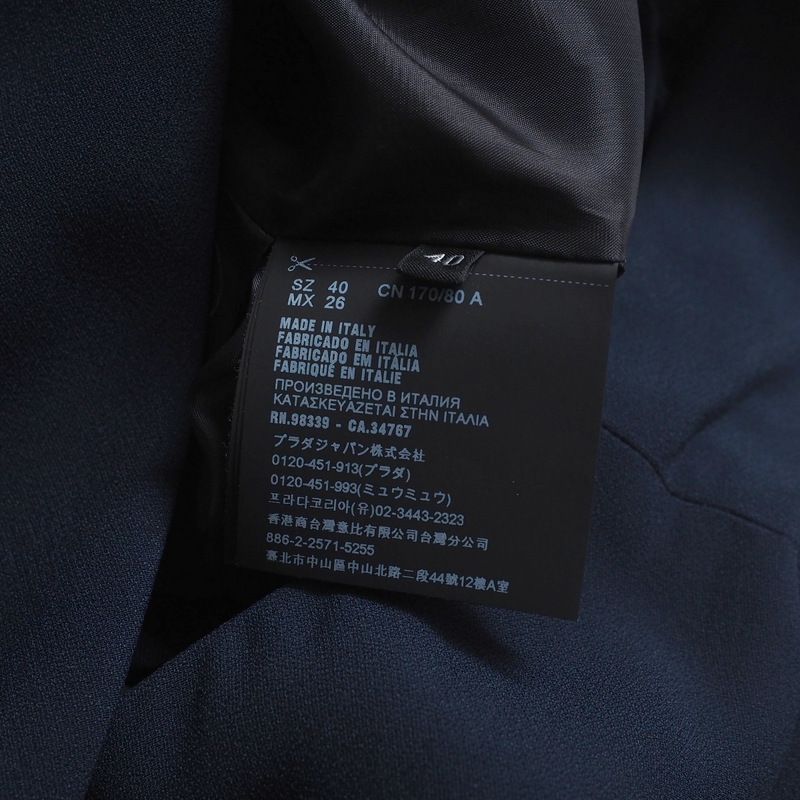 40
SZ 40 CN 170/80 A
MX 26
MADE IN ITALY
FABRICADO EN ITALIA
FABRICADO EM ITÁLIA
FABRIQUÉ EN ITALIE
ПРОИЗВЕДЕНО В ИТАЛИЯ
ΚΑΤΑΣΚΕΥΑΖΕΤΑΙ ΣΤΗΝ ΙΤΑΛΙΑ
RN.98339 - CA.34767
プラダジャパン株式会社
0120-451-913(プラダ)
0120-451-993(ミュウミュウ)
프라다코리아(유)02-3443-2323
香港商台灣意比有限公司台灣分公司
886-2-2571-5255
臺北市中山區中山北路二段44號12樓A室